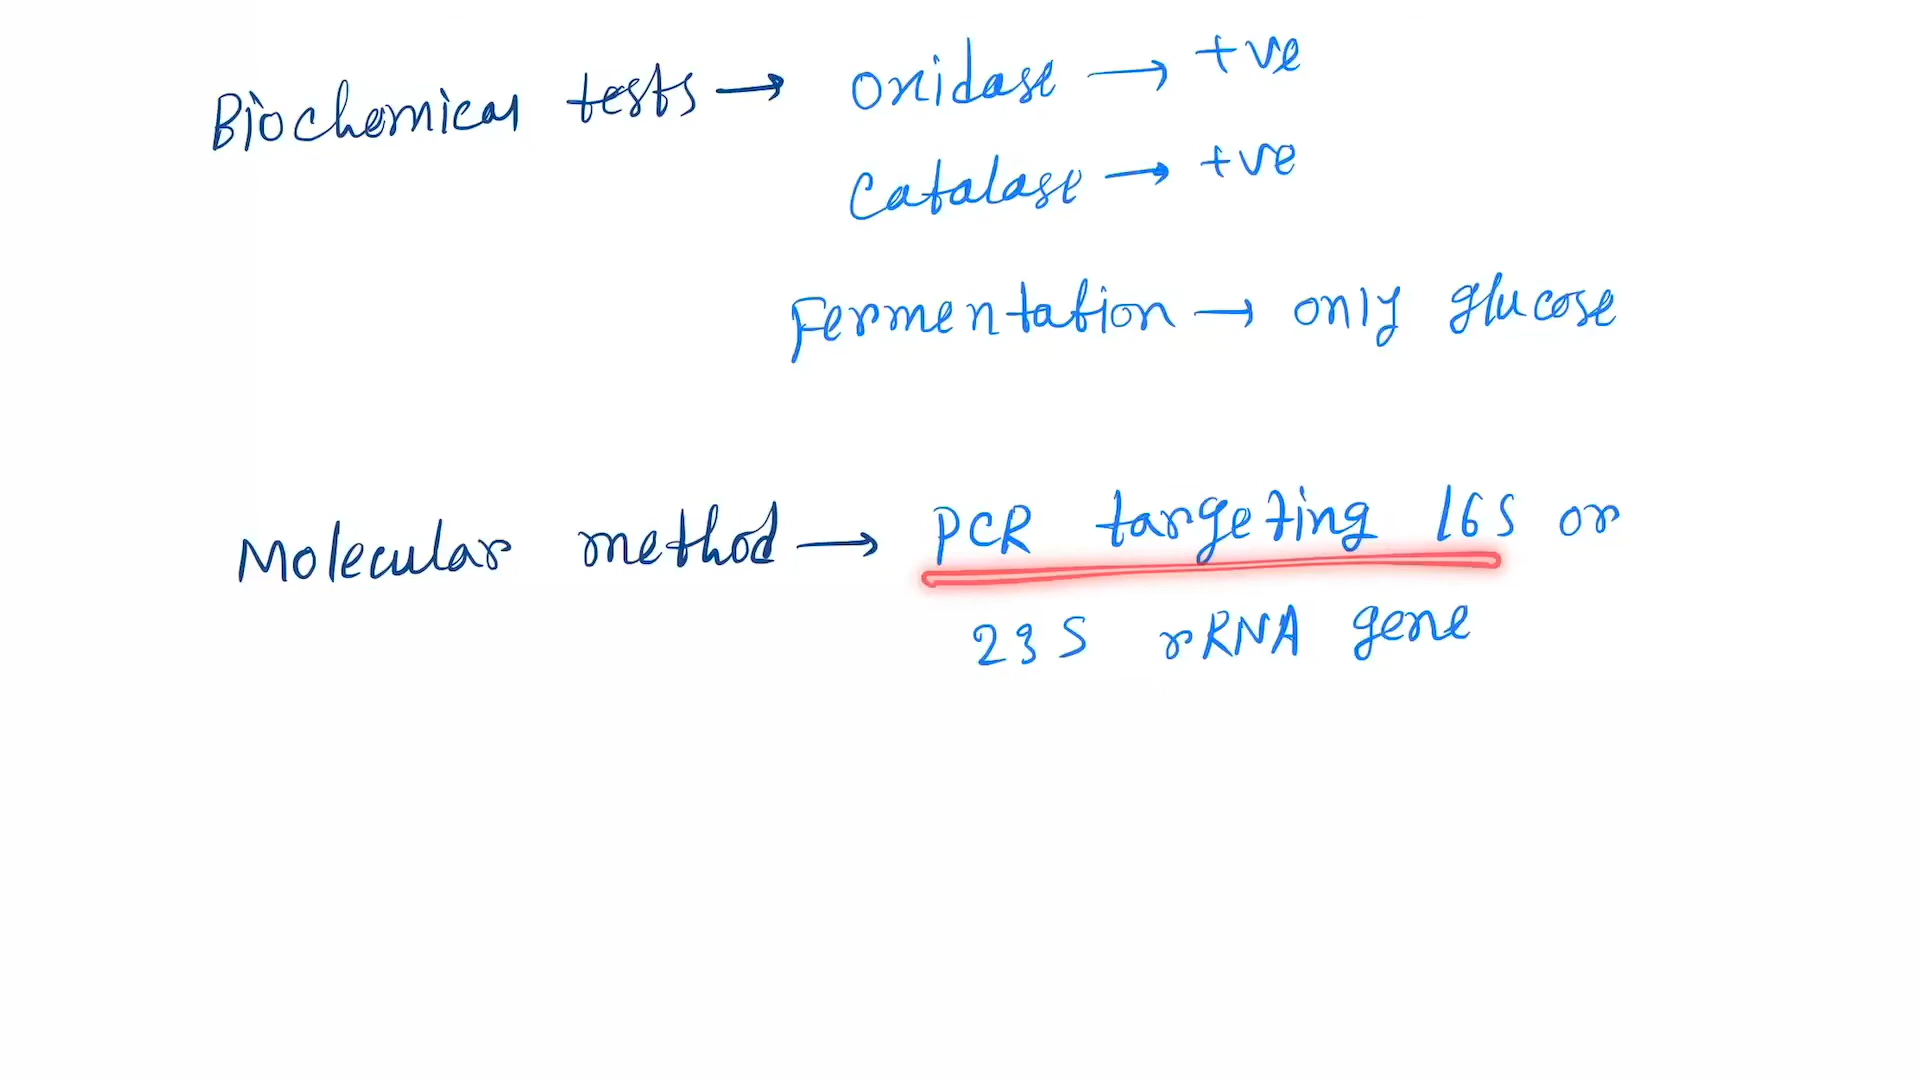 Biochemical tests → oxidase → +ve
Catalase → +ve
Fermentation → only glucose
Molecular method → PCR targeting 16S or
23S rRNA gene